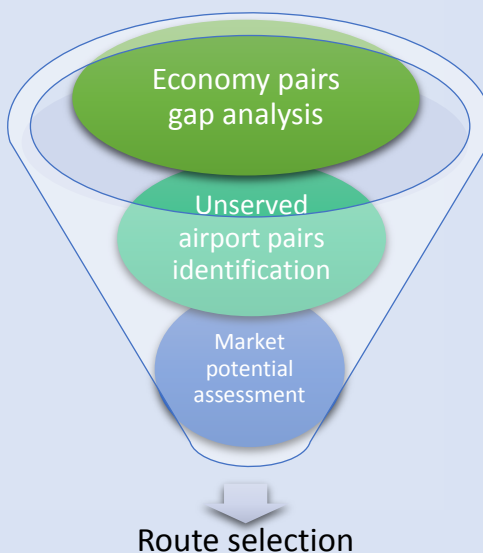 Economy pairs
gap analysis
Unserved
airport pairs
identification
Market
potential
assessment
Route selection